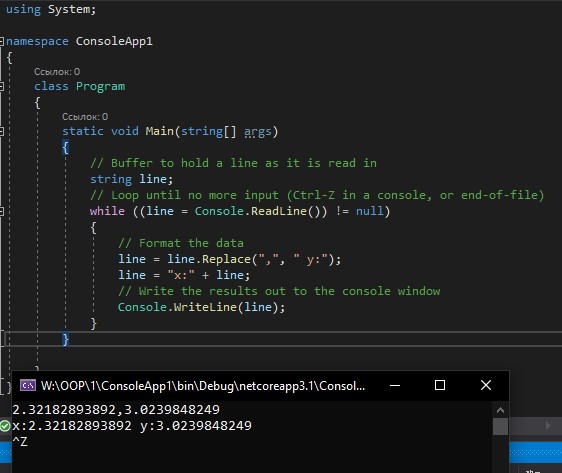 using System;
namespace ConsoleApp1
{
Ссылок: 0
class Program
{
Ссылок: 0
static void Main(string[] args)
{
// Buffer to hold a line as it is read in
string line;
// Loop until no more input (Ctrl-Z in a console, or end-of-file)
while ((line = Console.ReadLine()) != null)
{
// Format the data
line = line.Replace(",", " y:");
line = "x:" + line;
// Write the results out to the console window
Console.WriteLine(line);
}
}
}
}
W:\OOP\1\ConsoleApp1\bin\Debug\netcoreapp3.1\Consol...
2.32182893892,3.0239848249
x:2.32182893892 y:3.0239848249
^Z